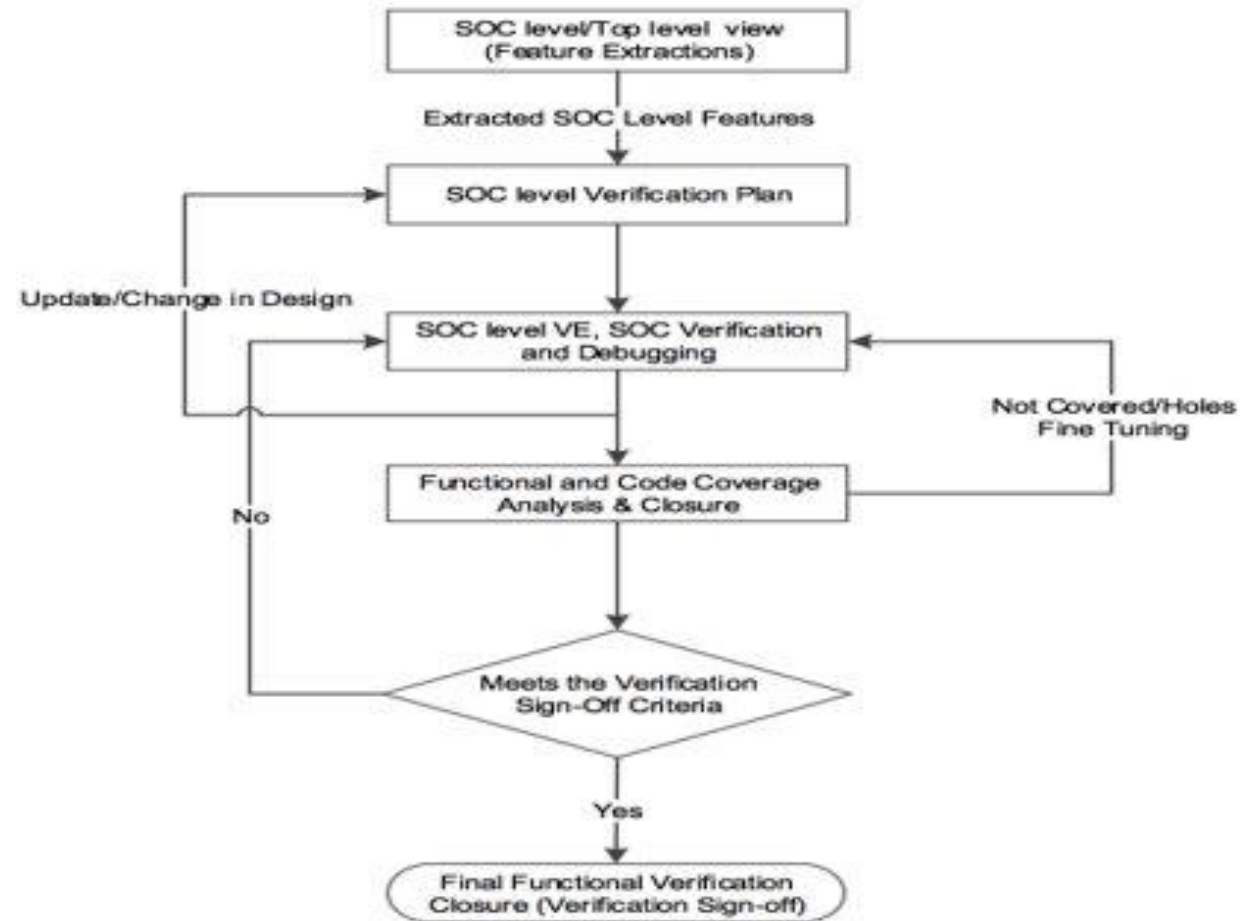 SOC level/Top level view
(Feature Extractions)
Extracted SOC Level Features
SOC level Verification Plan
Update/Change in Design
SOC level VE, SOC Verification
and Debugging
Not Covered/Holes
Fine Tuning
Functional and Code Coverage
Analysis & Closure
No
Meets the Verification
Sign-Off Criteria
Yes
Final Functional Verification
Closure (Verification Sign-off)